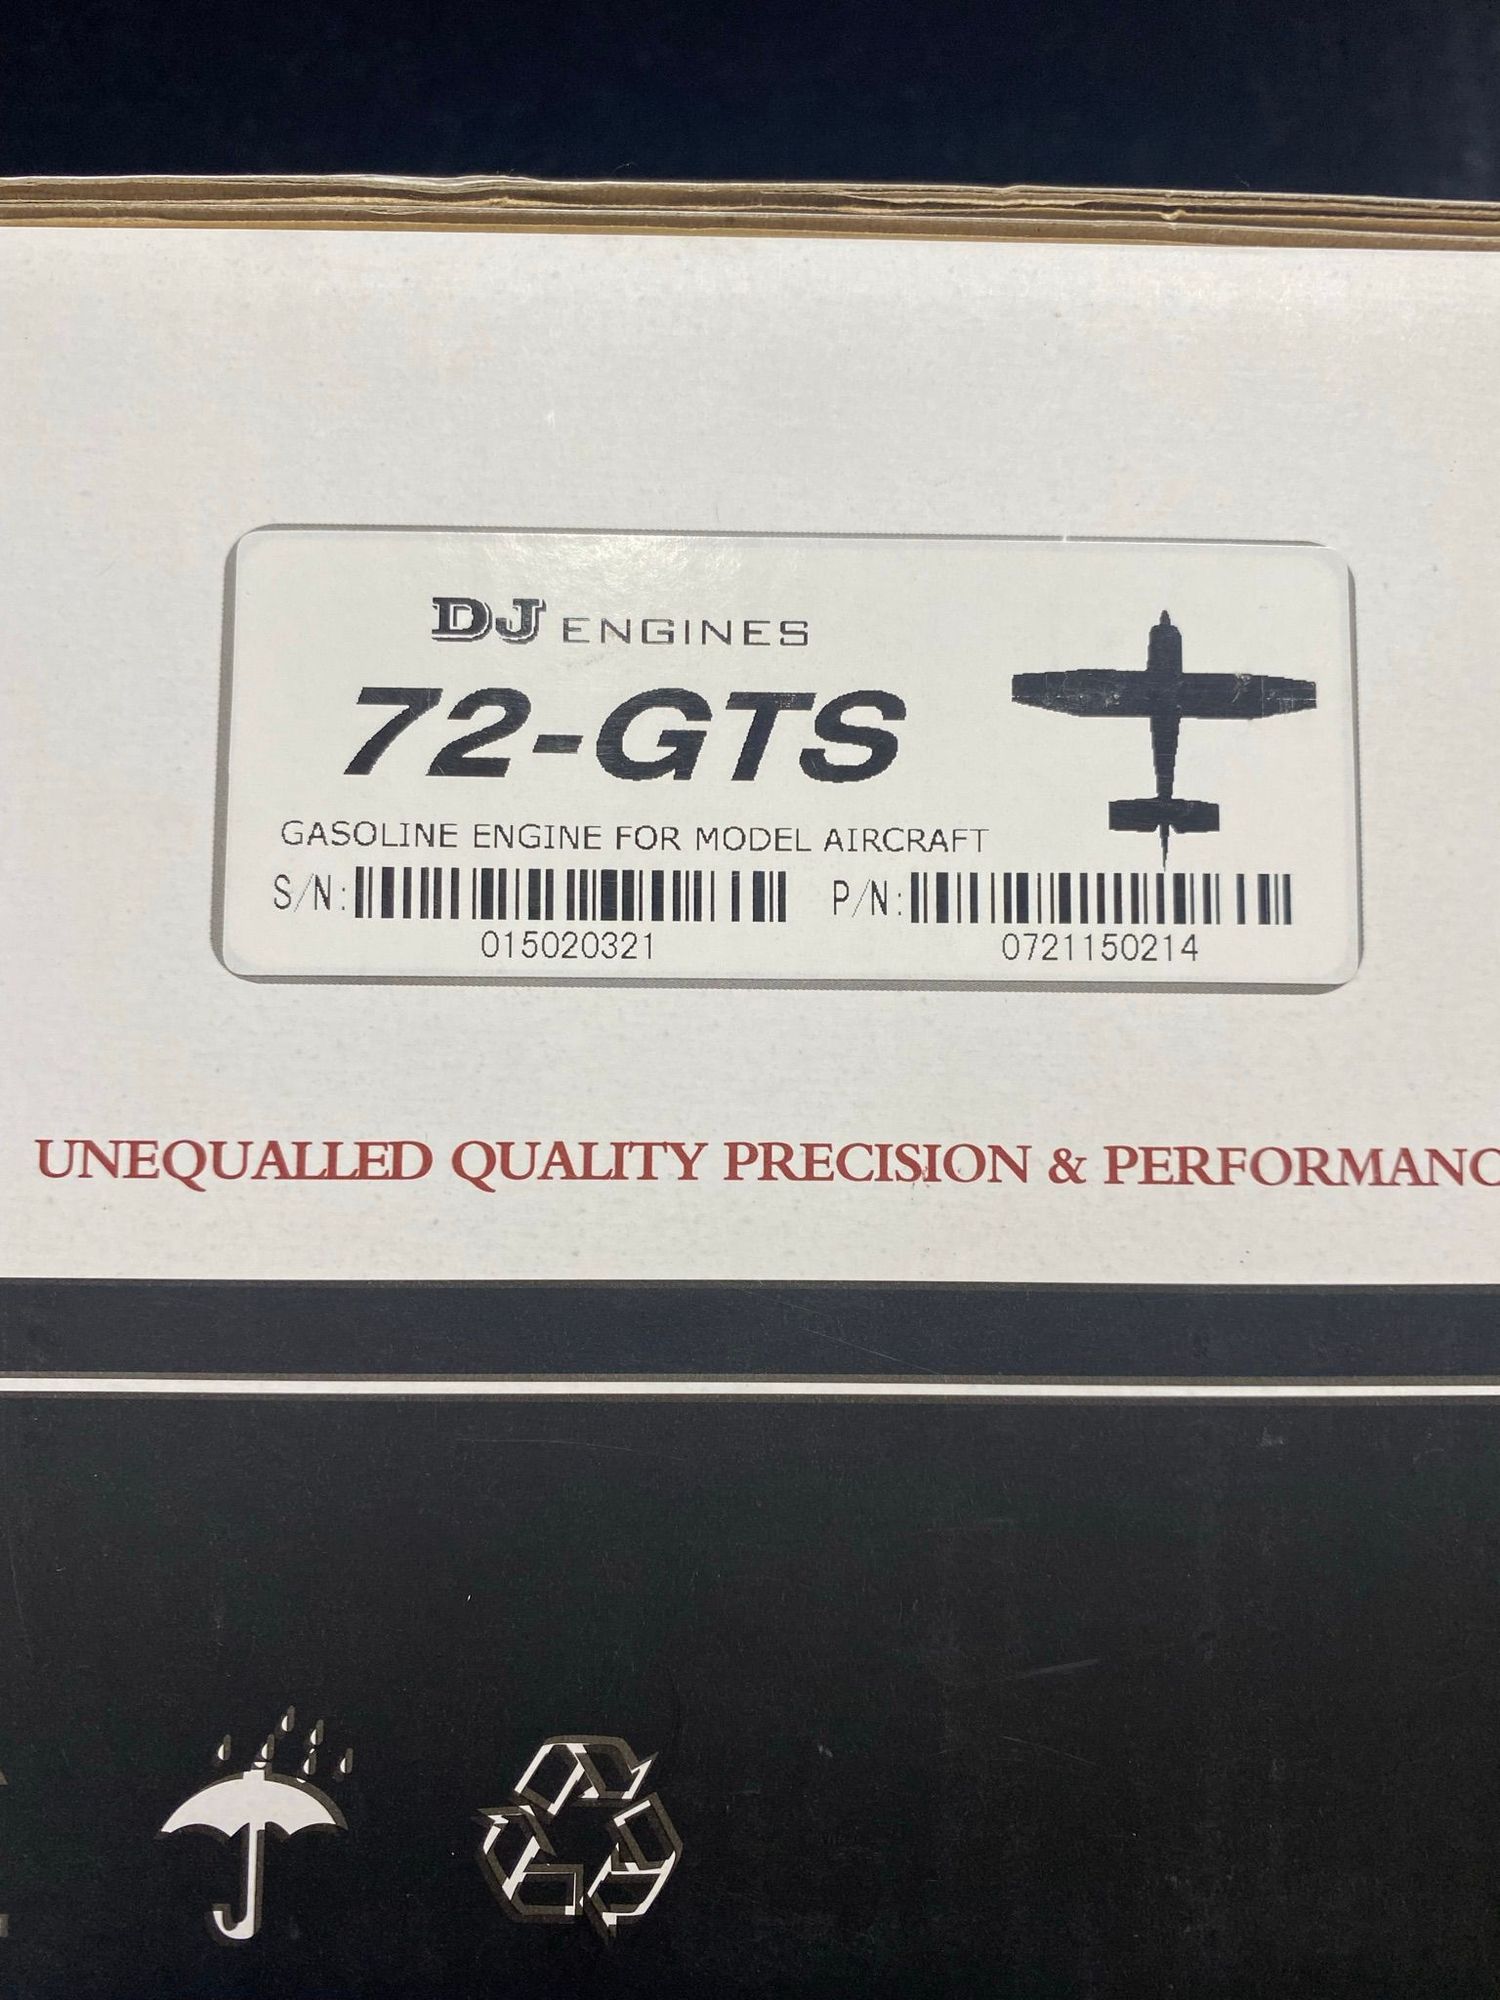 DJ ENGINES
72-GTS
GASOLINE ENGINE FOR MODEL AIRCRAFT
S/N: P/N:
015020321 0721150214
UNEQUALLED QUALITY PRECISION & PERFORMANC